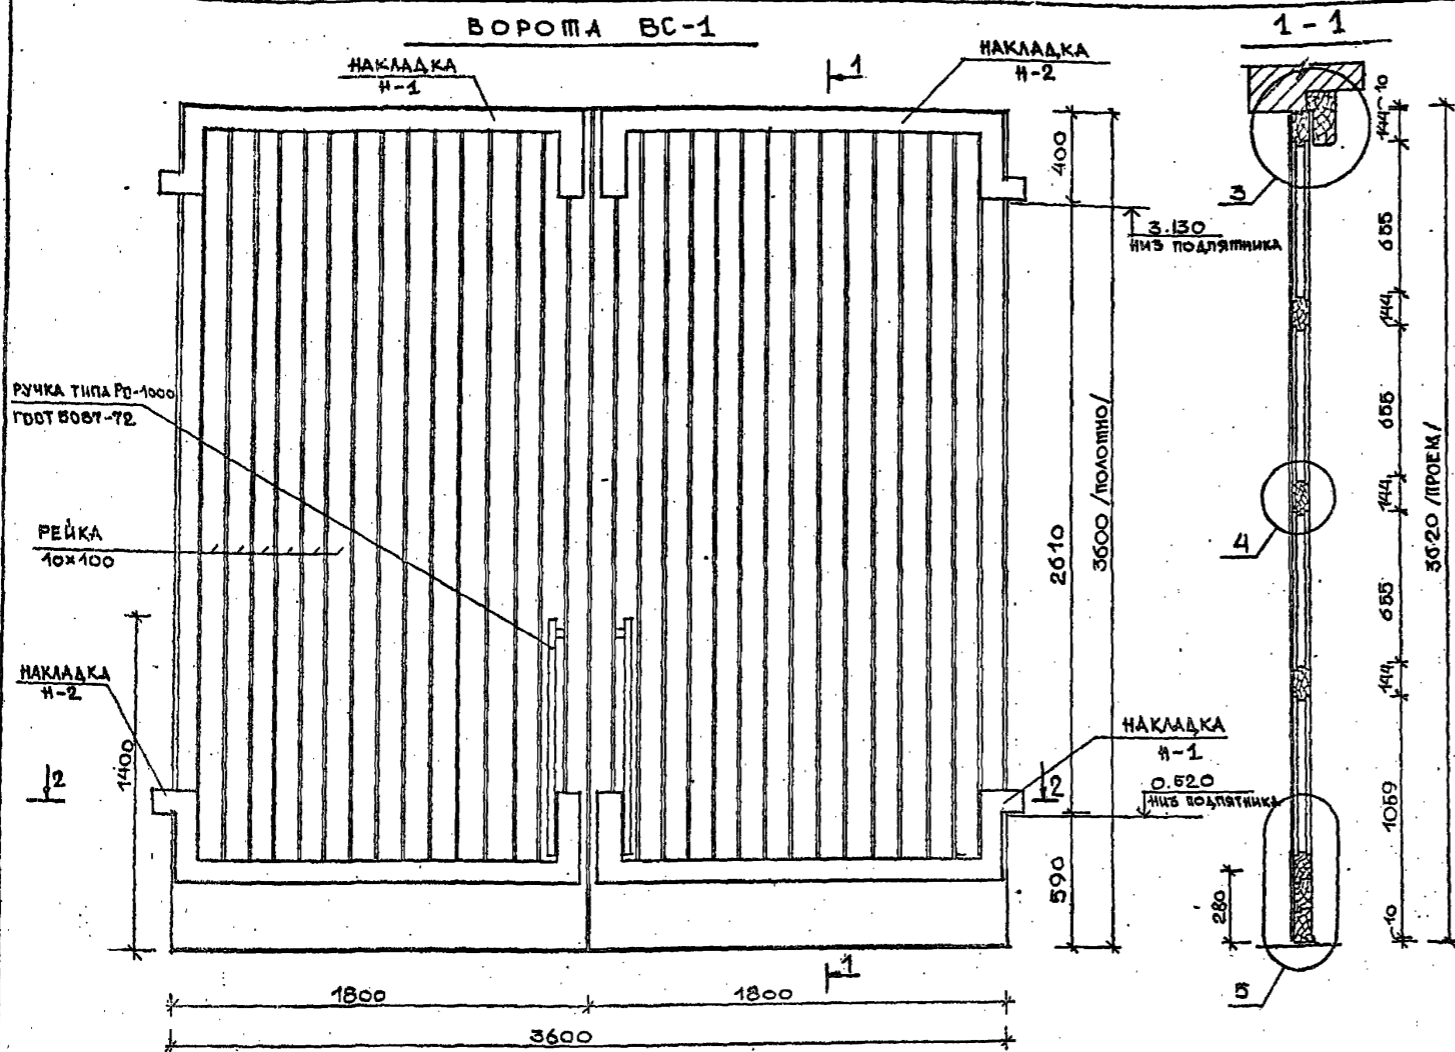 ВОРОТА ВС-1
1-1
НАКЛАДКА
Н-1
1
НАКЛАДКА
Н-2
10
144
400
3
3.130
НИЗ ПОДПЯТНИКА
655
144
РУЧКА ТИПА РП-1000
ГОСТ 5087-72
655
3600 /ПОЛОТНО/
3620 /ПРОЕМ/
144
РЕЙКА
10×100
4
2610
655
144
НАКЛАДКА
Н-2
НАКЛАДКА
Н-1
1400
2
2
0.520
НИЗ ПОДПЯТНИКА
1059
590
280
10
1
5
1800
1800
3600